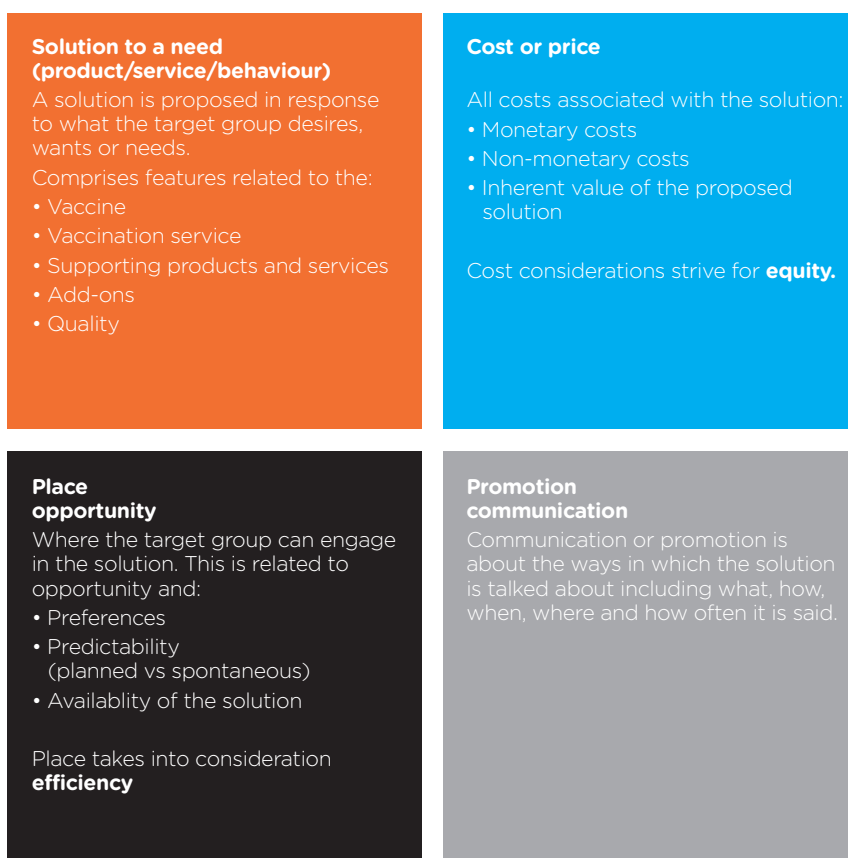 Solution to a need
(product/service/behaviour)
A solution is proposed in response
to what the target group desires,
wants or needs.
Comprises features related to the:
• Vaccine
• Vaccination service
• Supporting products and services
• Add-ons
• Quality
Cost or price
All costs associated with the solution:
• Monetary costs
• Non-monetary costs
• Inherent value of the proposed
solution
Cost considerations strive for equity.
Place
opportunity
Where the target group can engage
in the solution. This is related to
opportunity and:
• Preferences
• Predictability
(planned vs spontaneous)
• Availablity of the solution
Place takes into consideration
efficiency
Promotion
communication
Communication or promotion is
about the ways in which the solution
is talked about including what, how,
when, where and how often it is said.